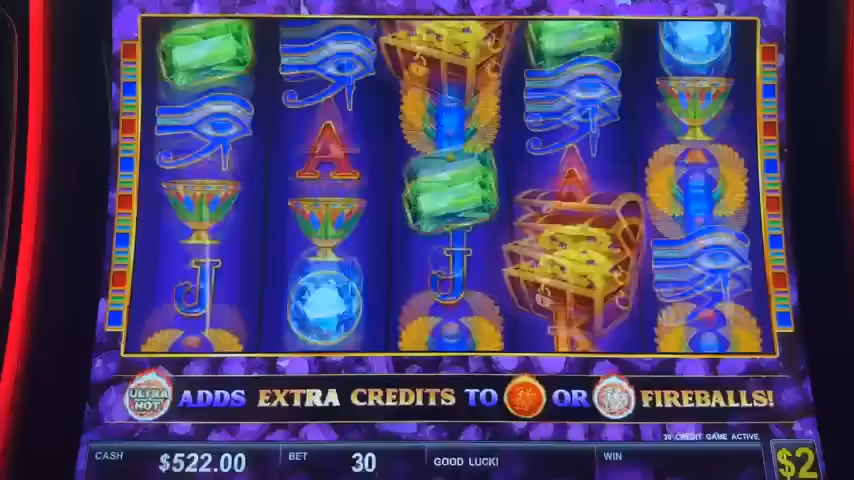 A
A
J
J
K
ULTRA HOT ADDS EXTRA CREDITS TO OR FIREBALLS!
30 CREDIT GAME ACTIVE
CASH $522.00 BET 30 GOOD LUCK! WIN $2